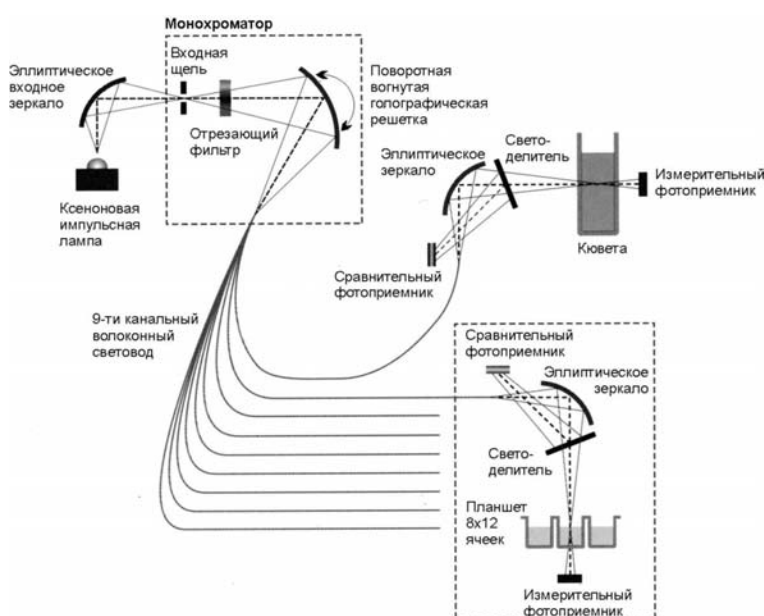 Монохроматор
Входная
щель
Эллиптическое
входное
зеркало
Поворотная
вогнутая
голографическая
решетка
Отрезающий
фильтр
Ксеноновая
импульсная
лампа
Свето-
делитель
Эллиптическое
зеркало
Измерительный
фотоприемник
Кювета
Сравнительный
фотоприемник
9-ти канальный
волоконный
световод
Сравнительный
фотоприемник
Эллиптическое
зеркало
Свето-
делитель
Планшет
8х12
ячеек
Измерительный
фотоприемник